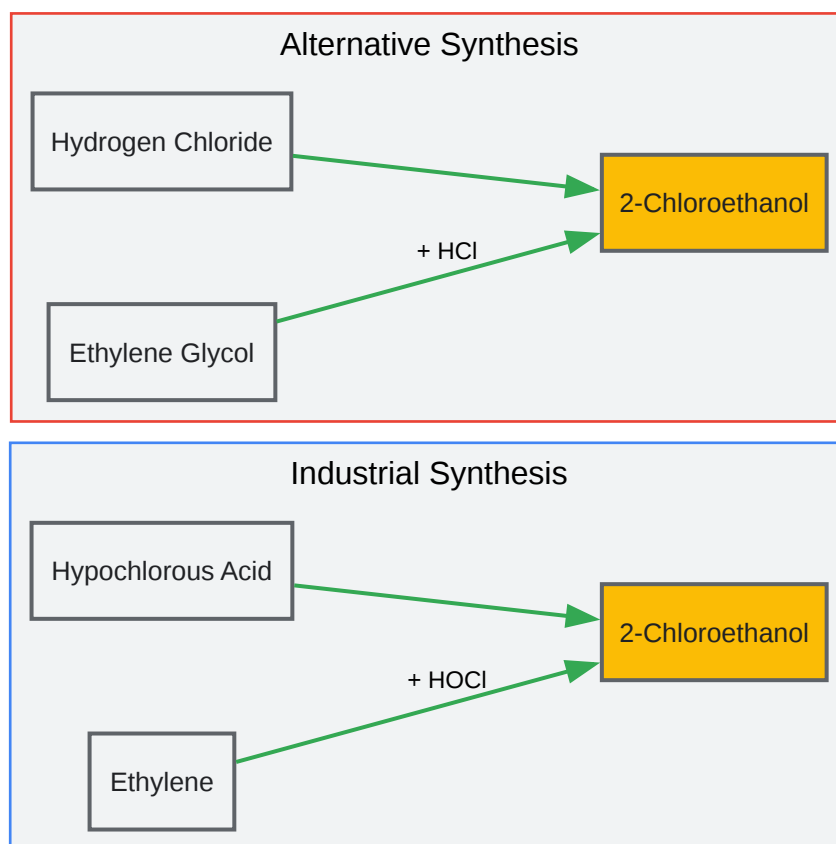 Alternative Synthesis
Hydrogen Chloride
2-Chloroethanol
+ HCl
Ethylene Glycol
Industrial Synthesis
Hypochlorous Acid
2-Chloroethanol
+ HOCl
Ethylene